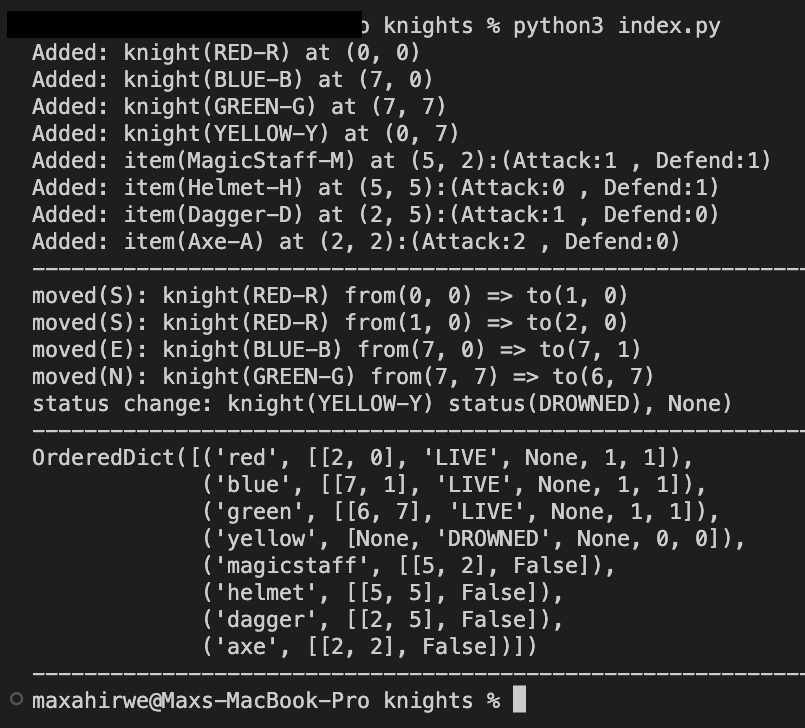 knights % python3 index.py
Added: knight(RED-R) at (0, 0)
Added: knight(BLUE-B) at (7, 0)
Added: knight(GREEN-G) at (7, 7)
Added: knight(YELLOW-Y) at (0, 7)
Added: item(MagicStaff-M) at (5, 2):(Attack:1 , Defend:1)
Added: item(Helmet-H) at (5, 5):(Attack:0 , Defend:1)
Added: item(Dagger-D) at (2, 5):(Attack:1 , Defend:0)
Added: item(Axe-A) at (2, 2):(Attack:2 , Defend:0)
moved(S): knight(RED-R) from(0, 0) => to(1, 0)
moved(S): knight(RED-R) from(1, 0) => to(2, 0)
moved(E): knight(BLUE-B) from(7, 0) => to(7, 1)
moved(N): knight(GREEN-G) from(7, 7) => to(6, 7)
status change: knight(YELLOW-Y) status(DROWNED), None)
OrderedDict([('red', [[2, 0], 'LIVE', None, 1, 1]),
('blue', [[7, 1], 'LIVE', None, 1, 1]),
('green', [[6, 7], 'LIVE', None, 1, 1]),
('yellow', [None, 'DROWNED', None, 0, 0]),
('magicstaff', [[5, 2], False]),
('helmet', [[5, 5], False]),
('dagger', [[2, 5], False]),
('axe', [[2, 2], False])])
maxahirwe@Maxs-MacBook-Pro knights %